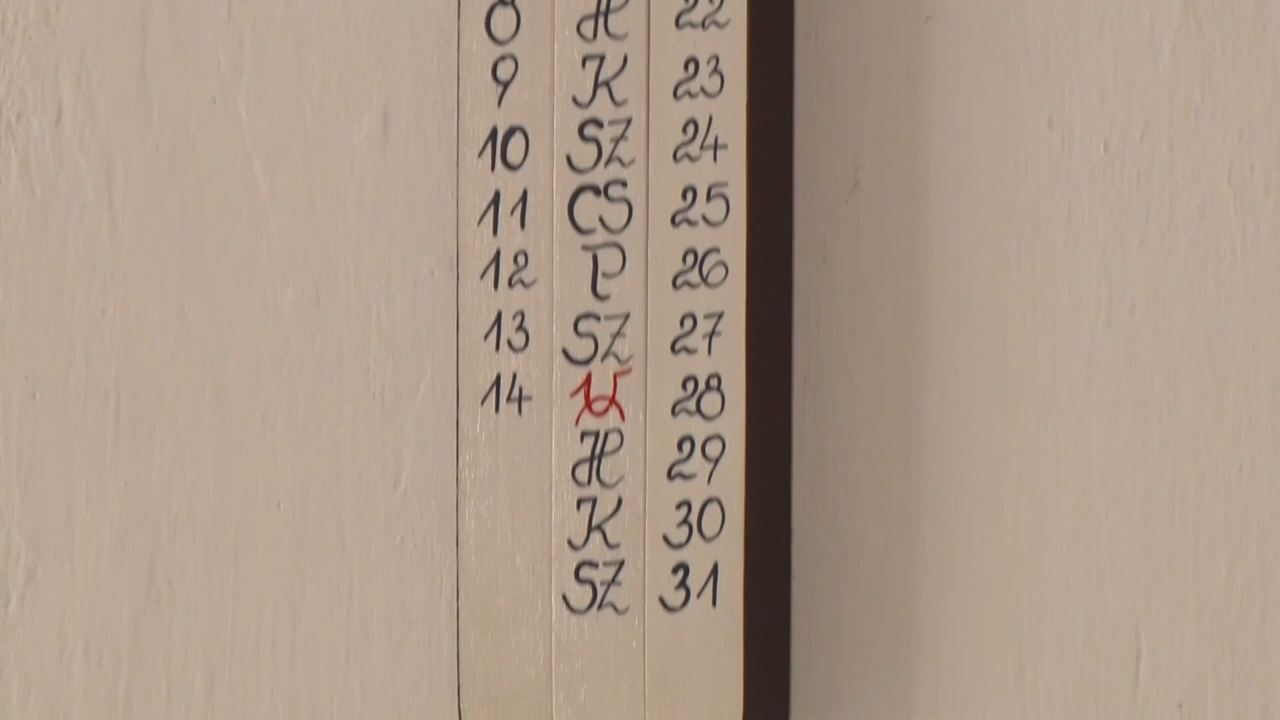 8 H 22
9 K 23
10 SZ 24
11 CS 25
12 P 26
13 SZ 27
14 V 28
H 29
K 30
SZ 31